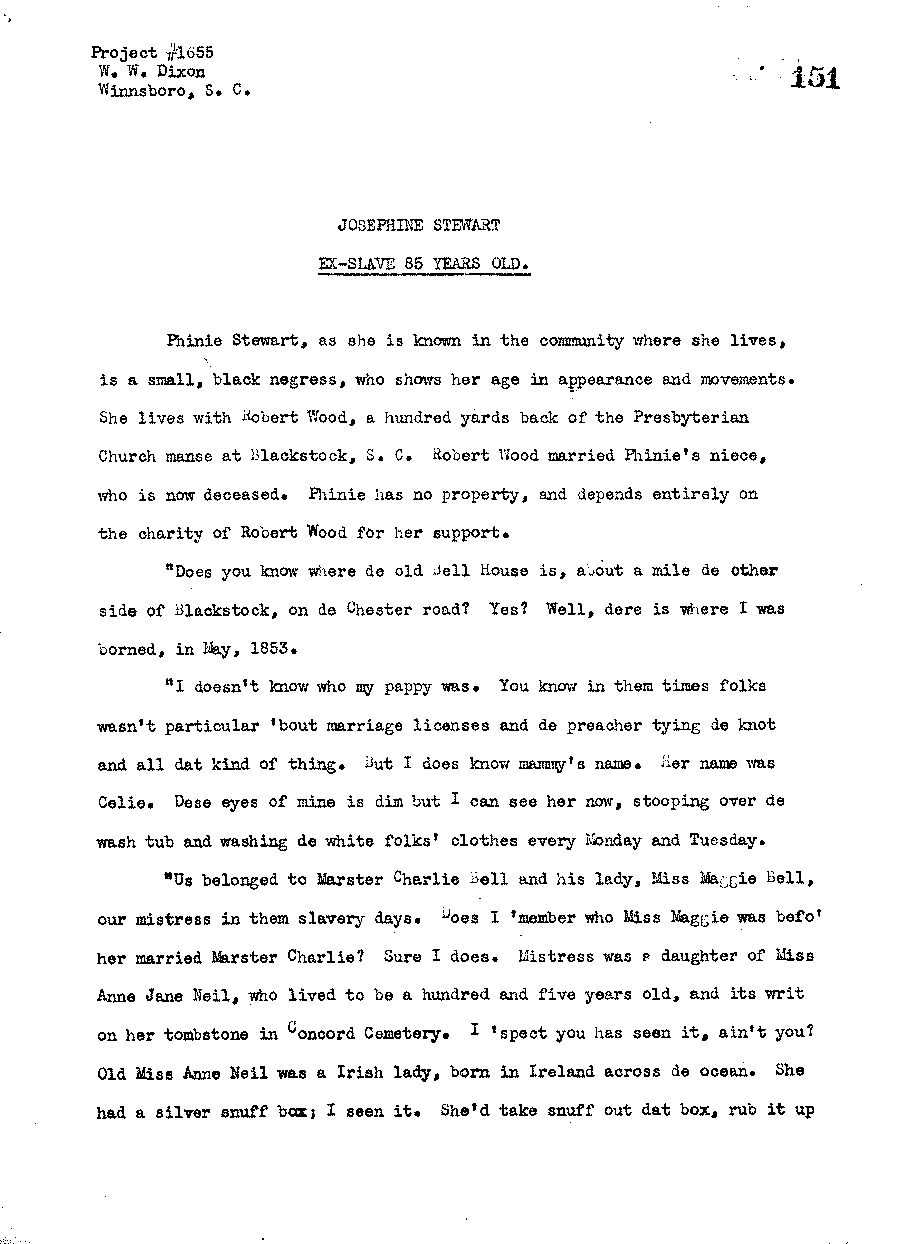 Project #1655
W. W. Dixon
Winnsboro, S. C.
151
JOSEPHINE STEWART
EX-SLAVE 85 YEARS OLD.
Phinie Stewart, as she is known in the community where she lives,
is a small, black negress, who shows her age in appearance and movements.
She lives with Robert Wood, a hundred yards back of the Presbyterian
Church manse at Blackstock, S. C. Robert Wood married Phinie's niece,
who is now deceased. Phinie has no property, and depends entirely on
the charity of Robert Wood for her support.
"Does you know where de old Bell House is, about a mile de other
side of Blackstock, on de Chester road? Yes? Well, dere is where I was
borned, in May, 1853.
"I doesn't know who my pappy was. You know in them times folks
wasn't particular 'bout marriage licenses and de preacher tying de knot
and all dat kind of thing. But I does know mammy's name. Her name was
Celie. Dese eyes of mine is dim but I can see her now, stooping over de
wash tub and washing de white folks' clothes every Monday and Tuesday.
"Us belonged to Marster Charlie Bell and his lady, Miss Maggie Bell,
our mistress in them slavery days. Does I 'member who Miss Maggie was befo'
her married Marster Charlie? Sure I does. Mistress was a daughter of Miss
Anne Jane Neil, who lived to be a hundred and five years old, and its writ
on her tombstone in Concord Cemetery. I 'spect you has seen it, ain't you?
Old Miss Anne Neil was a Irish lady, born in Ireland across de ocean. She
had a silver snuff box; I seen it. She'd take snuff out dat box, rub it up